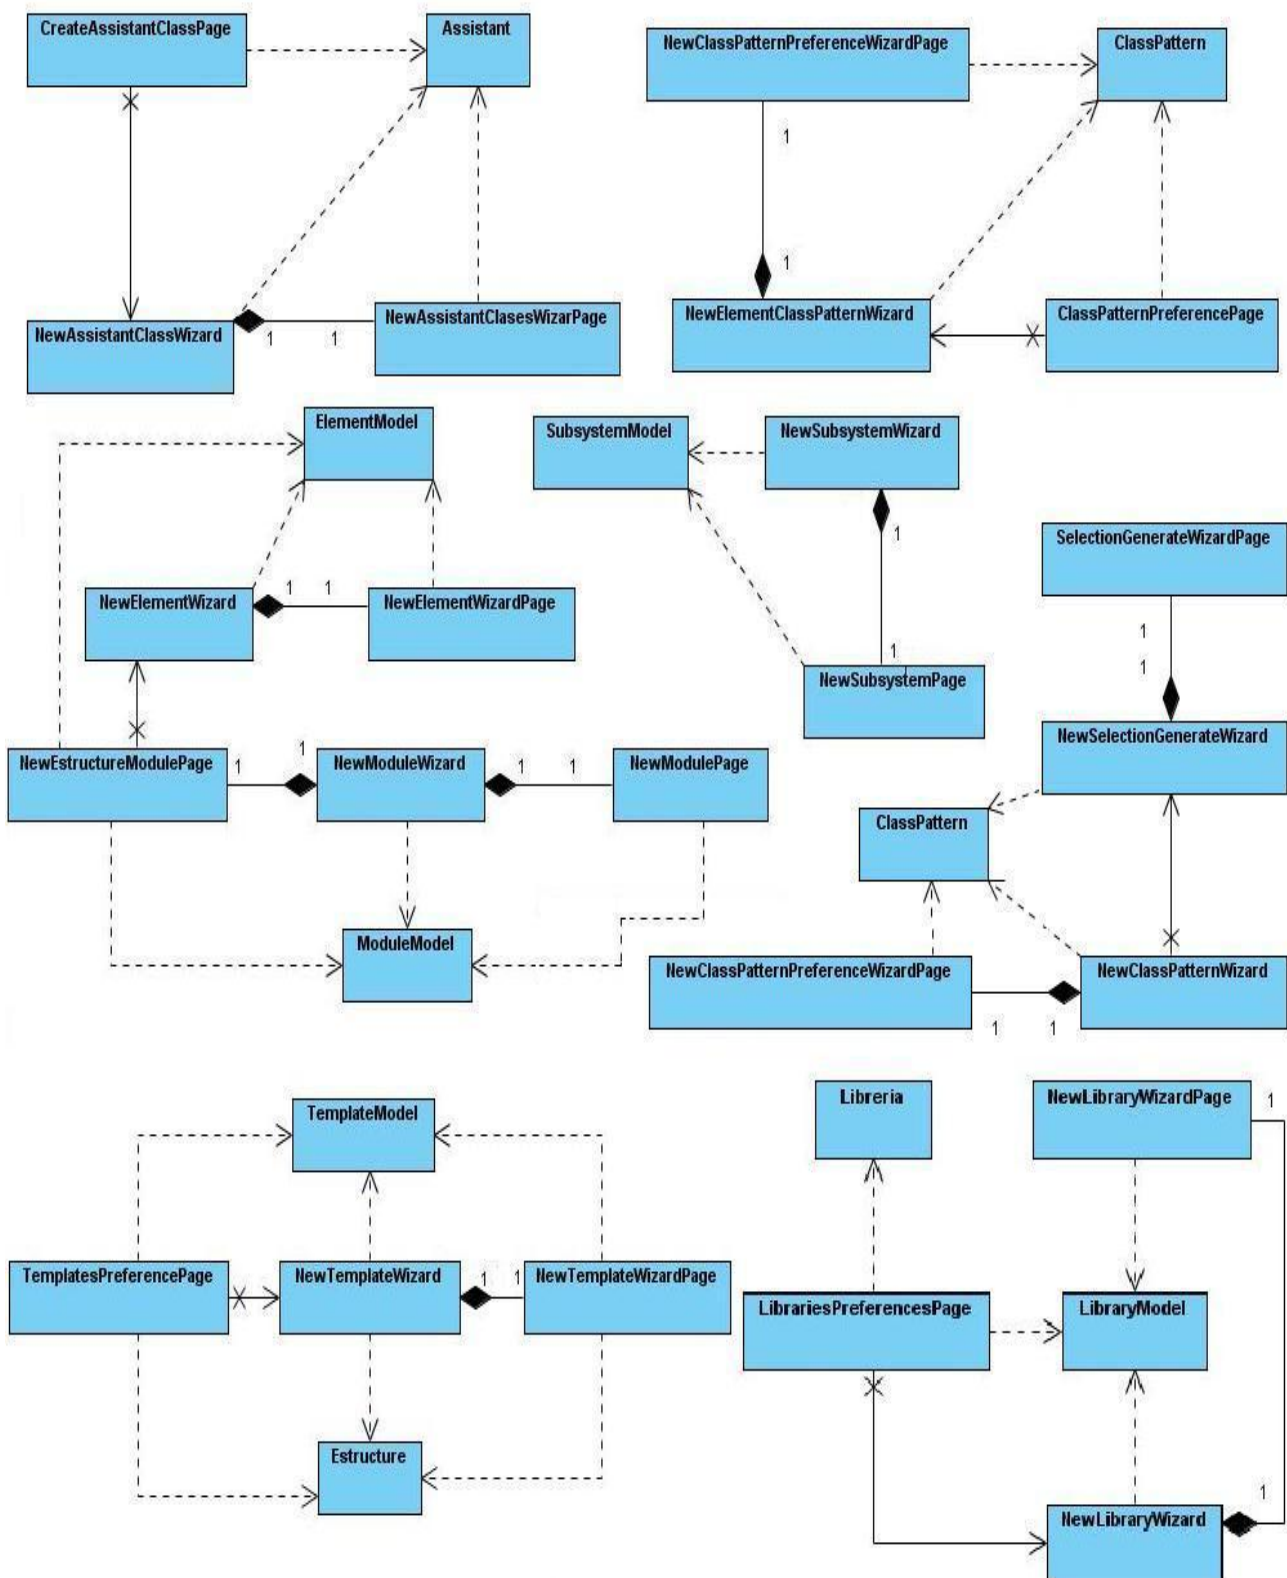 CreateAssistantClassPage
Assistant
NewAssistantClassWizard
1
1
NewAssistantClasesWizarPage
NewClassPatternPreferenceWizardPage
ClassPattern
1
1
NewElementClassPatternWizard
ClassPatternPreferencePage
ElementModel
NewElementWizard
1
1
NewElementWizardPage
NewEstructureModulePage
1
1
NewModuleWizard
1
1
NewModulePage
ModuleModel
SubsystemModel
NewSubsystemWizard
1
1
NewSubsystemPage
SelectionGenerateWizardPage
1
1
NewSelectionGenerateWizard
ClassPattern
NewClassPatternPreferenceWizardPage
1
1
NewClassPatternWizard
TemplateModel
TemplatesPreferencePage
NewTemplateWizard
1
1
NewTemplateWizardPage
Estructure
Libreria
NewLibraryWizardPage
1
LibrariesPreferencesPage
LibraryModel
NewLibraryWizard
1